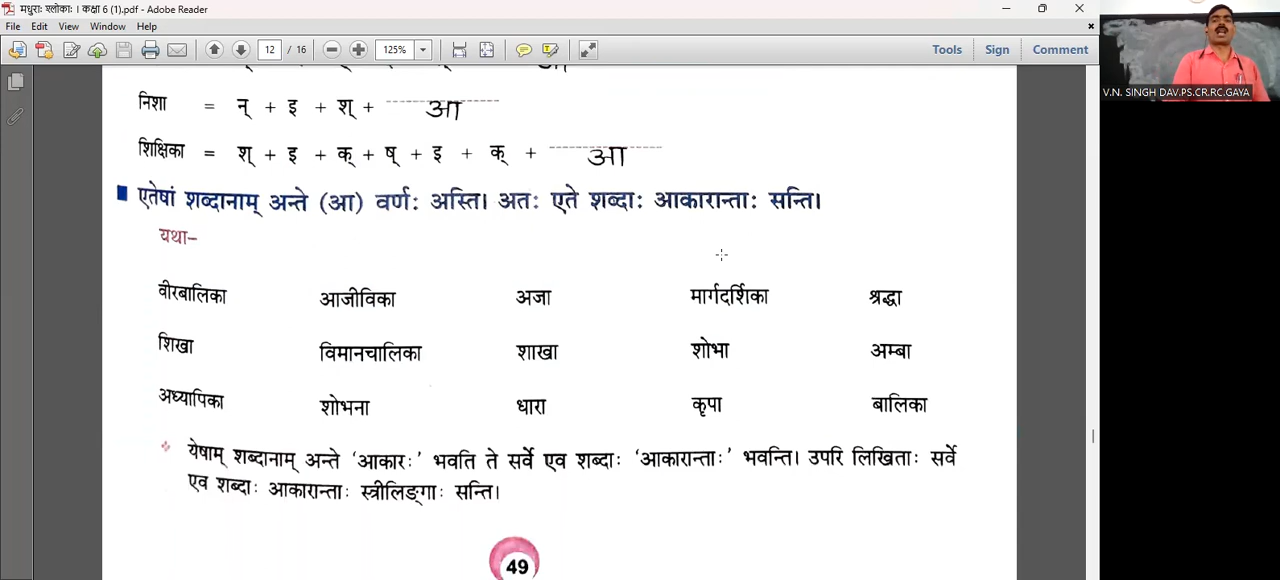 मधुराः श्लोकाः । कक्षा 6 (1).pdf - Adobe Reader
File Edit View Window Help
12 / 16 125% Tools Sign Comment
V.N. SINGH DAV.PS.CR.RC.GAYA
निशा = न् + इ + श् + आ
शिक्षिका = श् + इ + क् + ष् + इ + क् + आ
एतेषां शब्दानाम् अन्ते (आ) वर्णः अस्ति। अतः एते शब्दाः आकारान्ताः सन्ति।
यथा–
वीरबालिका आजीविका अजा मार्गदर्शिका श्रद्धा
शिखा विमानचालिका शाखा शोभा अम्बा
अध्यापिका शोभना धारा कृपा बालिका
येषाम् शब्दानाम् अन्ते ‘आकारः’ भवति ते सर्वे एव शब्दाः ‘आकारान्ताः’ भवन्ति। उपरि लिखिताः सर्वे
एव शब्दाः आकारान्ताः स्त्रीलिङ्गाः सन्ति।
49